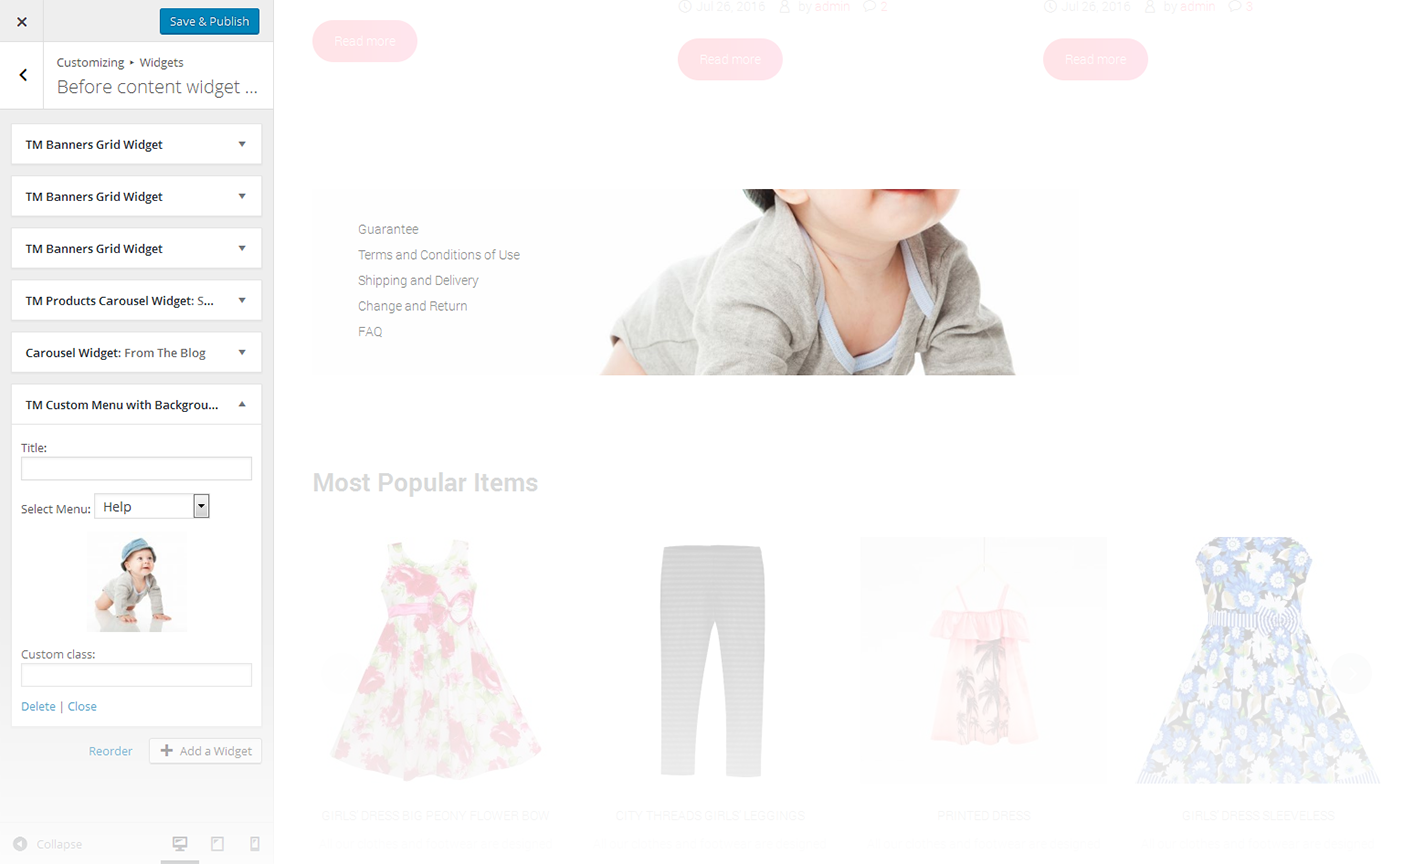 Save & Publish
Customizing ▸ Widgets
Before content widget ...
TM Banners Grid Widget
TM Banners Grid Widget
TM Banners Grid Widget
TM Products Carousel Widget: S...
Carousel Widget: From The Blog
TM Custom Menu with Backgrou...
Title:
Select Menu: Help
Custom class:
Delete | Close
Reorder
Add a Widget
Collapse
Jul 26, 2016 by admin 2
Jul 26, 2016 by admin 3
Read more
Read more
Read more
Guarantee
Terms and Conditions of Use
Shipping and Delivery
Change and Return
FAQ
Most Popular Items
GIRLS DRESS BIG PEONY FLOWER BOW
CITY THREADS GIRLS' LEGGINGS
PRINTED DRESS
GIRLS DRESS SLEEVELESS